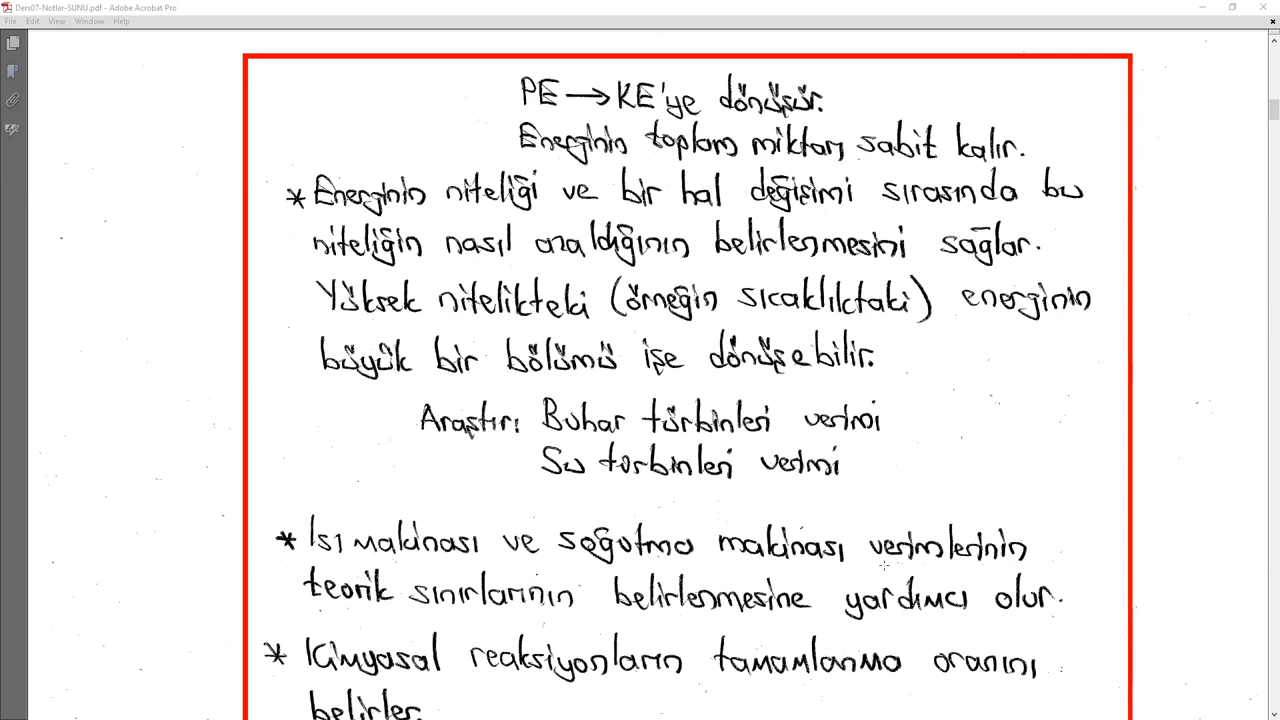 Ders07-Notlar-SUNU.pdf - Adobe Acrobat Pro
File Edit View Window Help
PE → KE'ye dönüşür.
Energinin toplam miktarı sabit kalır.
* Energinin niteliği ve bir hal değişimi sırasında bu
niteliğin nasıl azaldığının belirlenmesini sağlar.
Yüksek nitelikteki (örneğin sıcaklıktaki) energinin
büyük bir bölümü işe dönüşebilir.
Araştır: Buhar türbinleri verimi
Su türbinleri verimi
* Isı makinası ve soğutma makinası verimlerinin
teorik sınırlarının belirlenmesine yardımcı olur.
* Kimyasal reaksiyonların tamamlanma oranını
belirler.